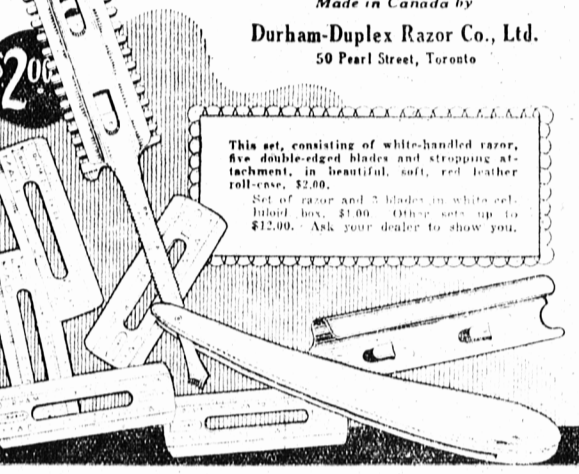 Made in Canada by
Durham-Duplex Razor Co., Ltd.
50 Pearl Street, Toronto
$2.00
This set, consisting of white-handled razor,
five double-edged blades and stropping at-
tachment, in beautiful, soft, red leather
roll-case, $2.00.
Set of razor and 3 blades in white cel-
luloid box, $1.00 Other sets up to
$12.00. Ask your dealer to show you.